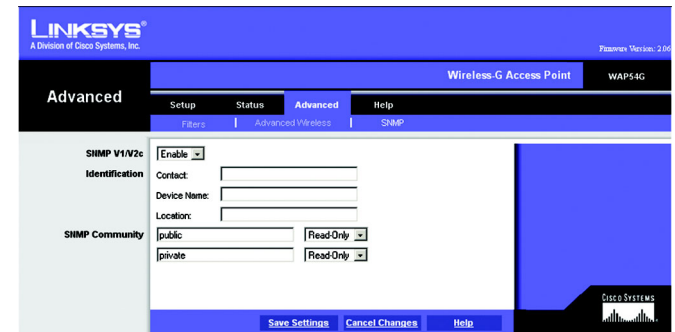 LINKSYS®
A Division of Cisco Systems, Inc.
Firmware Version: 2.06
Wireless-G Access Point WAP54G
Advanced
Setup Status Advanced Help
Filters | Advanced Wireless | SNMP
SNMP V1/V2c Enable
Identification Contact:
Device Name:
Location:
SNMP Community public Read-Only
private Read-Only
CISCO SYSTEMS
Save Settings Cancel Changes Help